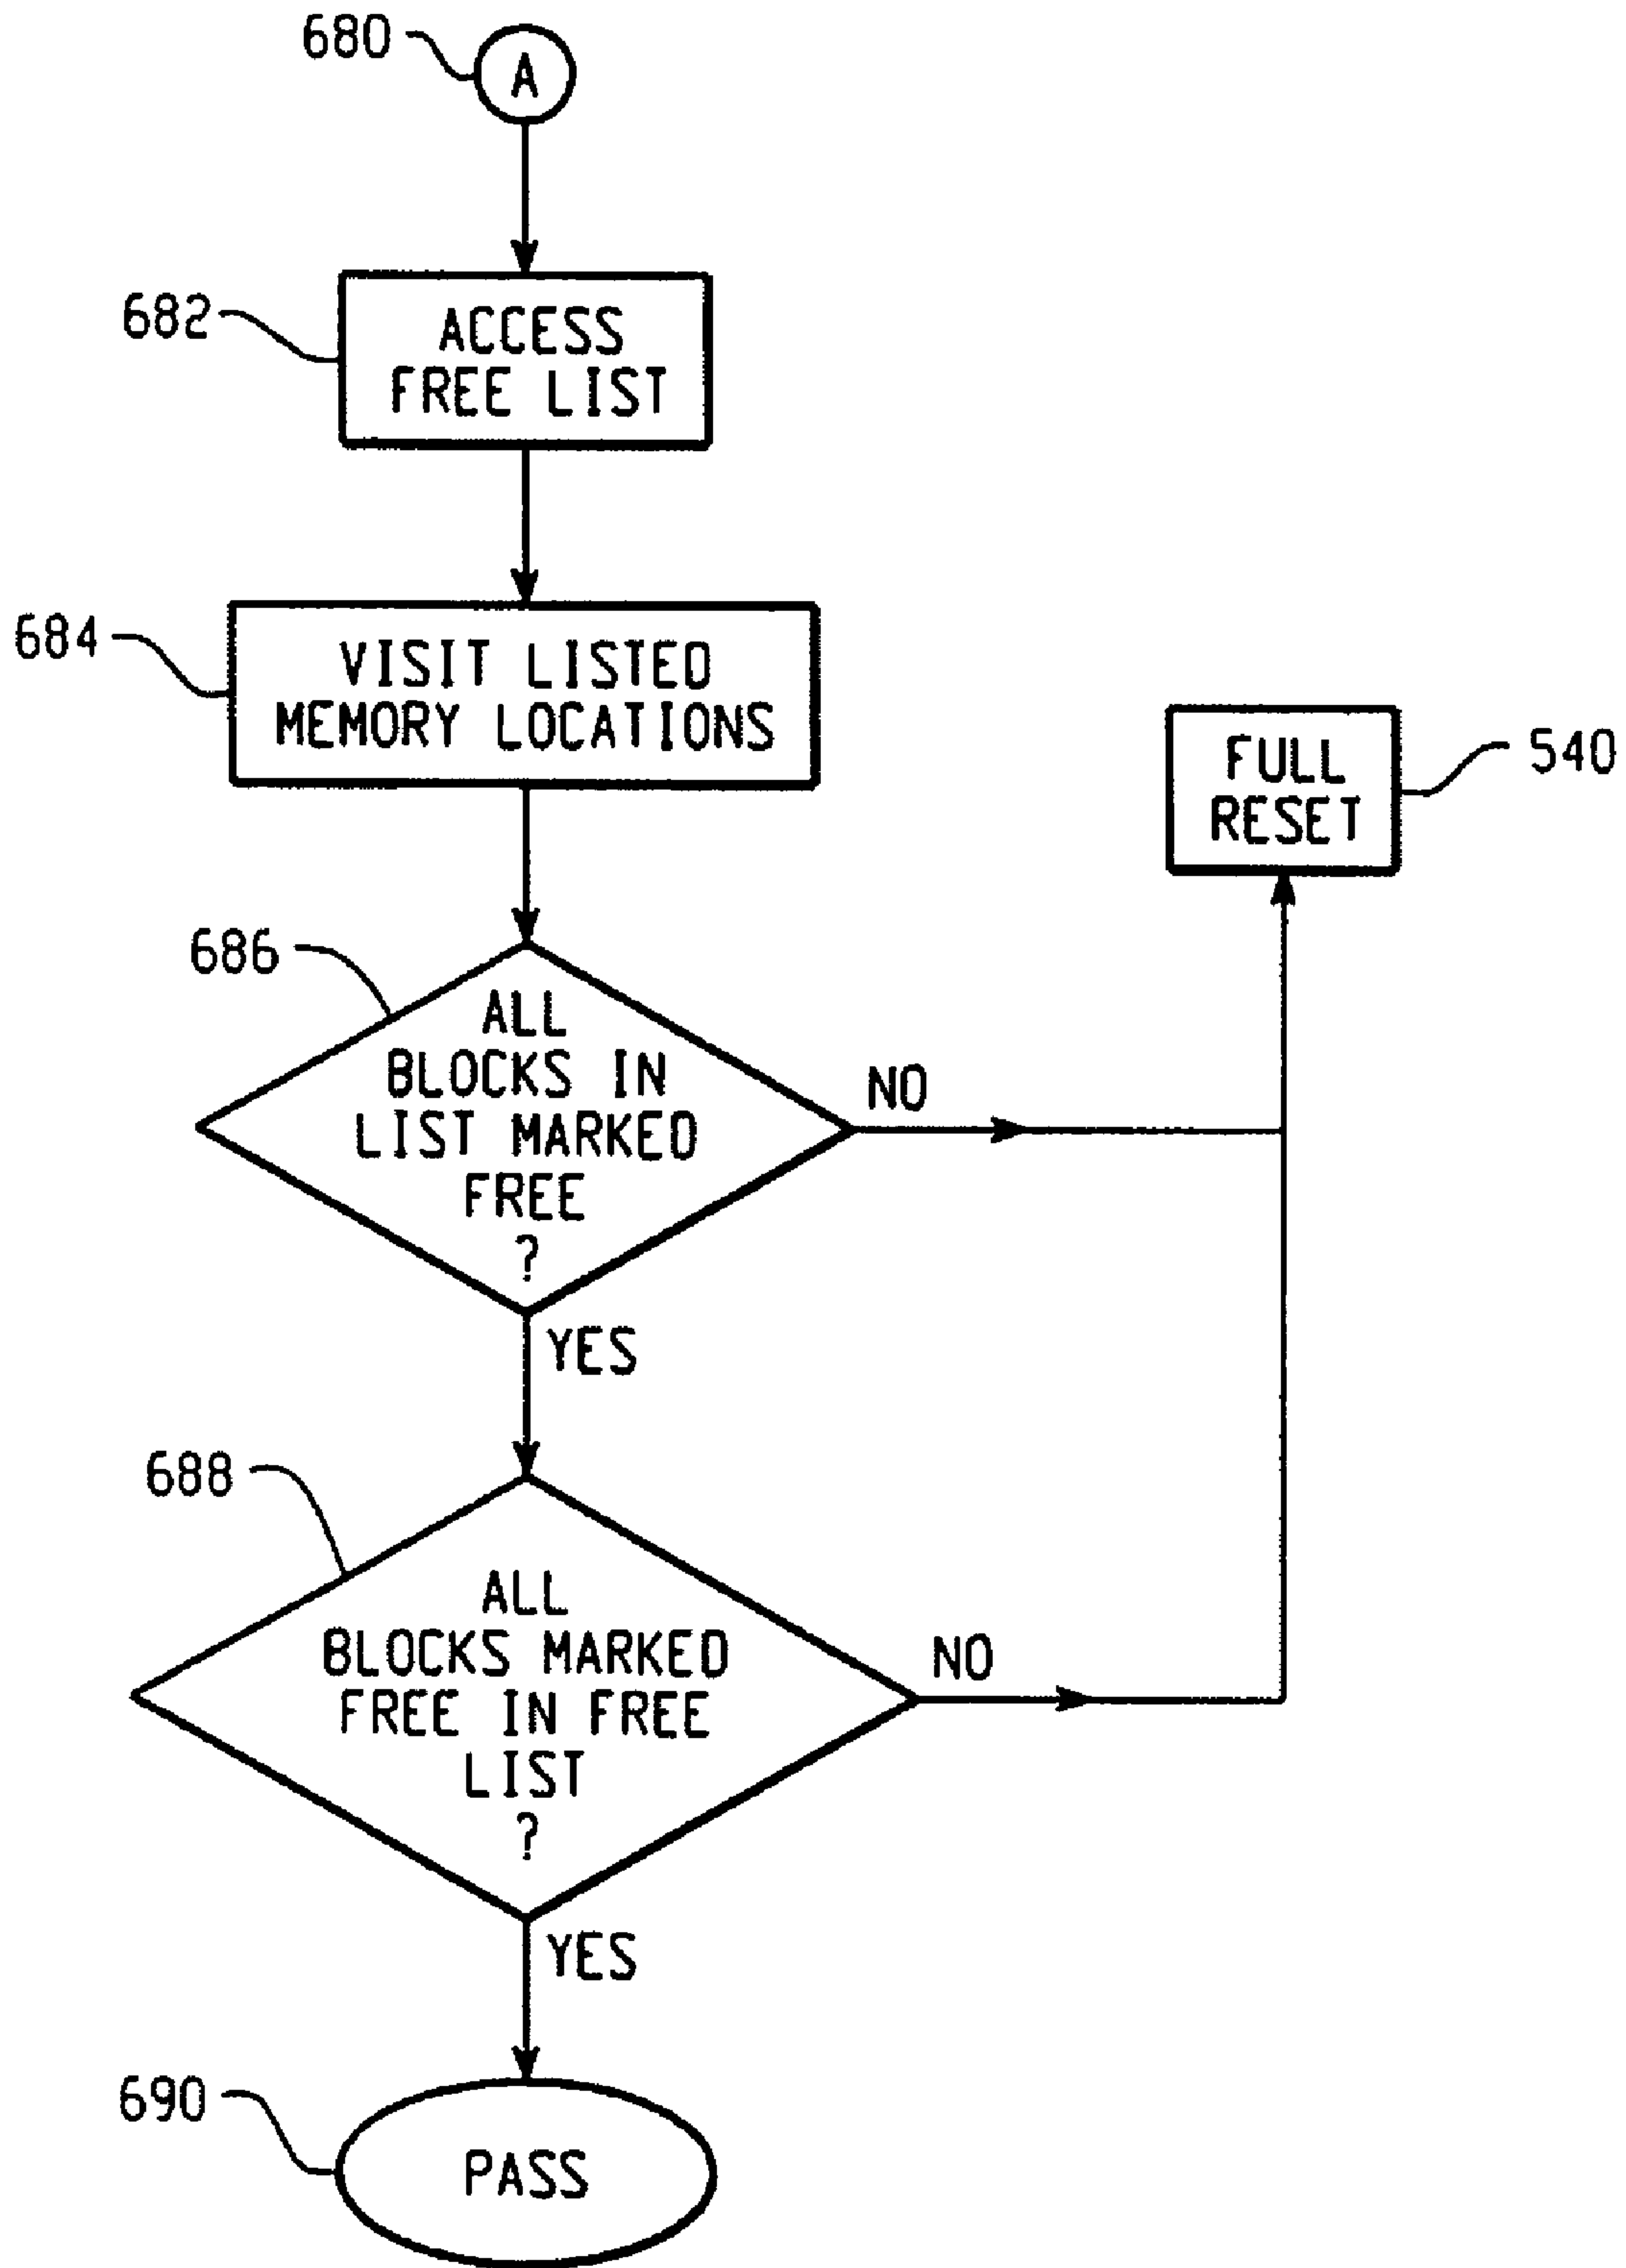 680
A
682
ACCESS
FREE LIST
684
VISIT LISTED
MEMORY LOCATIONS
FULL
RESET
540
686
ALL
BLOCKS IN
LIST MARKED
FREE
?
NO
YES
688
ALL
BLOCKS MARKED
FREE IN FREE
LIST
?
NO
YES
690
PASS